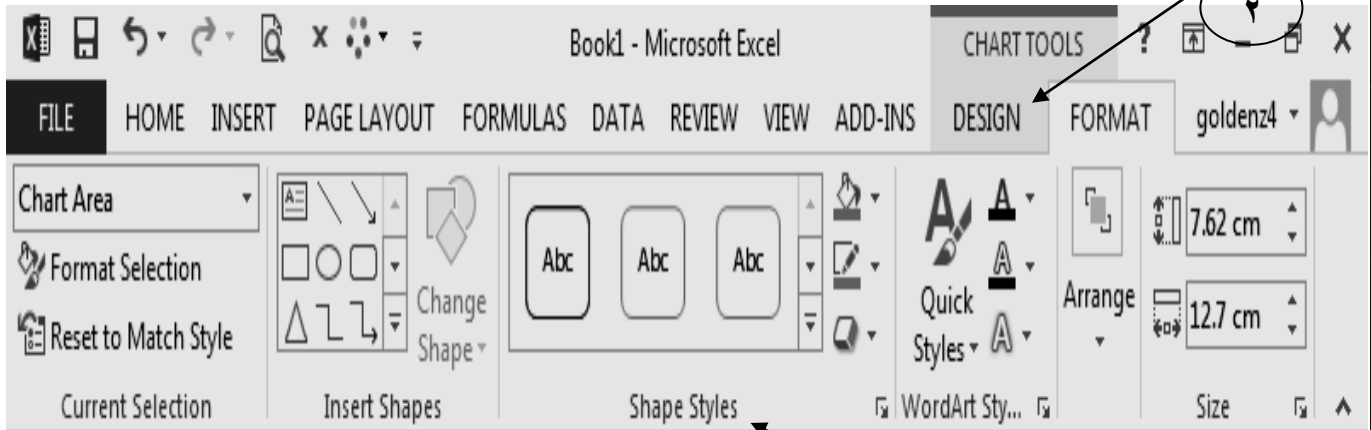 ٢
Book1 - Microsoft Excel CHART TOOLS ?
FILE HOME INSERT PAGE LAYOUT FORMULAS DATA REVIEW VIEW ADD-INS DESIGN FORMAT goldenz4
Chart Area
Format Selection
Reset to Match Style
Current Selection
Change
Shape
Insert Shapes
Abc Abc Abc
Shape Styles
Quick
Styles
WordArt Sty...
Arrange
7.62 cm
12.7 cm
Size